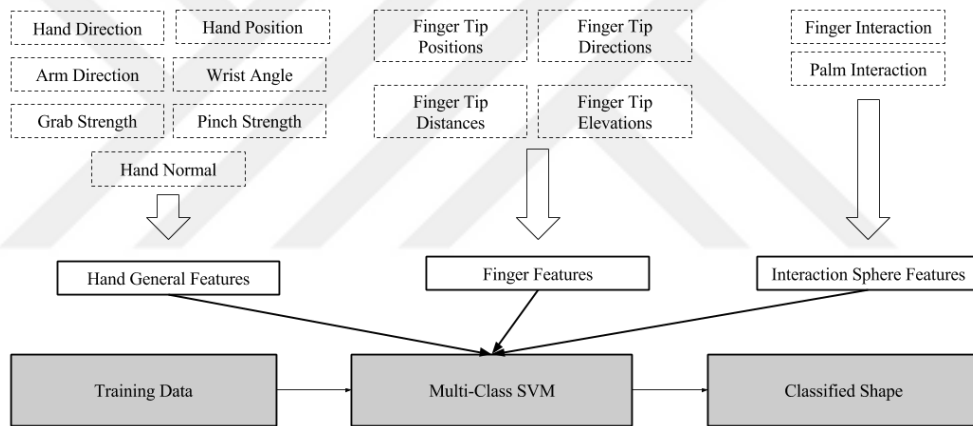 Hand Direction
Hand Position
Finger Tip
Positions
Finger Tip
Directions
Finger Interaction
Arm Direction
Wrist Angle
Palm Interaction
Grab Strength
Pinch Strength
Finger Tip
Distances
Finger Tip
Elevations
Hand Normal
Hand General Features
Finger Features
Interaction Sphere Features
Training Data
Multi-Class SVM
Classified Shape